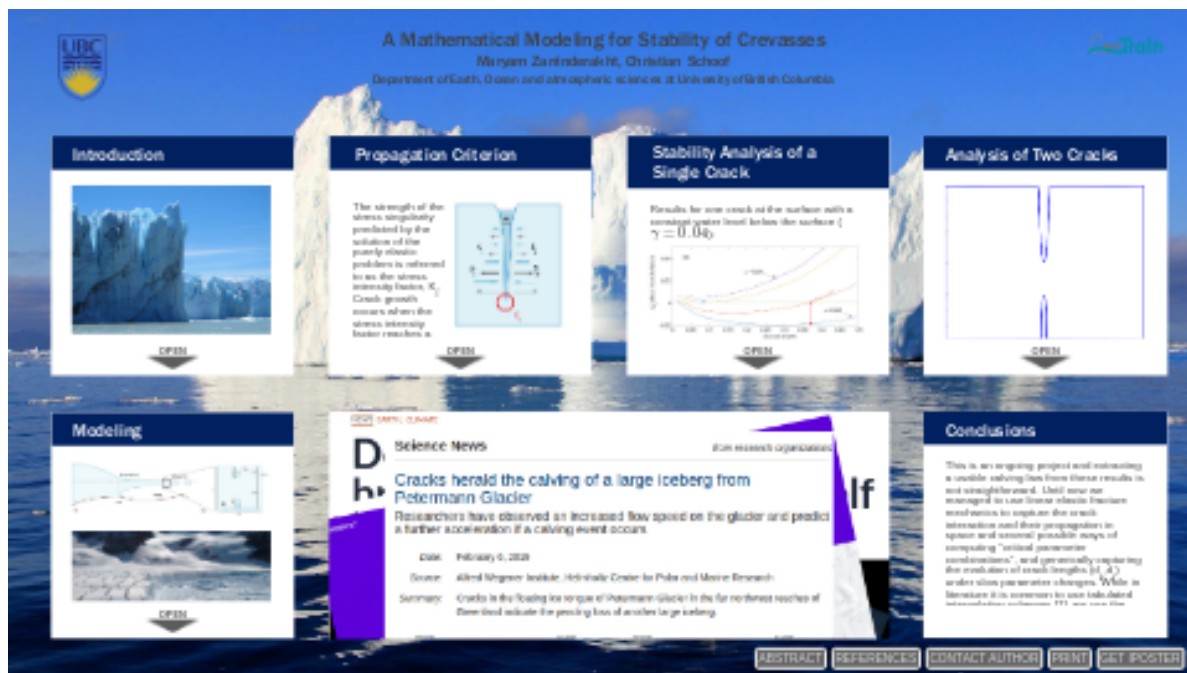 UBC
A Mathematical Modeling for Stability of Crevasses
Maryam Zarrinderakht, Christian Schoof
Department of Earth, Ocean and atmospheric sciences at University of British Columbia
Train
Introduction
OPEN
Propagation Criterion
The strength of the
stress singularity
predicted by the
solution of the
purely elastic
problem is referred
to as the stress
intensity factor, K
Crack growth
occurs when the
stress intensity
factor reaches a
OPEN
Stability Analysis of a
Single Crack
Results for one crack at the surface with a
constant water level below the surface (
OPEN
Analysis of Two Cracks
OPEN
Modeling
OPEN
Science News
from research organizations
Cracks herald the calving of a large iceberg from
Petermann Glacier
Researchers have observed an increased flow speed on the glacier and predict
a further acceleration if a calving event occurs
Date: February 6, 2019
Source: Alfred Wegener Institute, Helmholtz Centre for Polar and Marine Research
Summary: Cracks in the floating ice tongue of Petermann Glacier in the far northwest reaches of
Greenland indicate the pending loss of another large iceberg.
Conclusions
This is an ongoing project and extracting
a usable calving law from these results is
not straightforward. Until now we
managed to use linear elastic fracture
mechanics to capture the crack
interaction and their propagation in
space and several possible ways of
computing "critical parameter
combinations", and generically capturing
the evolution of crack lengths
under slow parameter changes. While in
literature it is common to use tabulated
ABSTRACT
REFERENCES
CONTACT AUTHOR
PRINT
GET IPOSTER